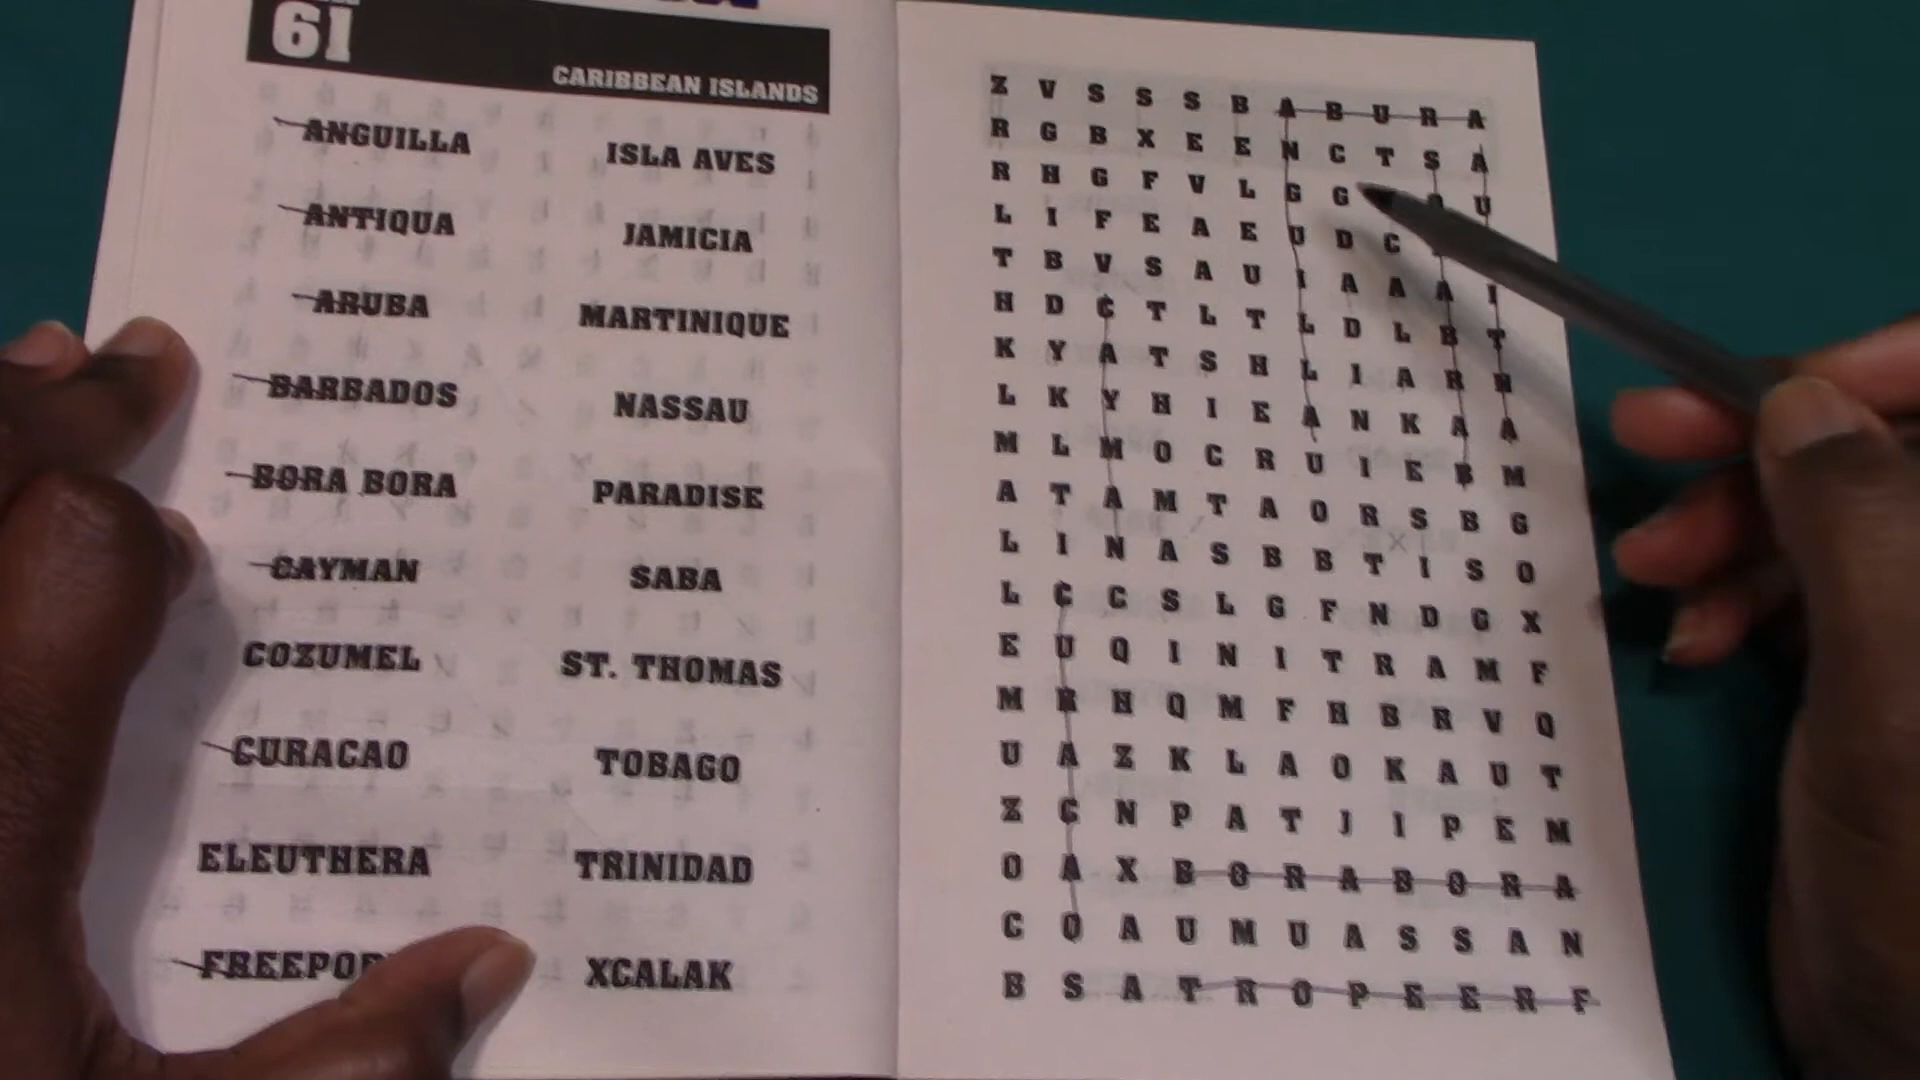 61
CARIBBEAN ISLANDS
ANGUILLA
ANTIQUA
ARUBA
BARBADOS
BORA BORA
CAYMAN
COZUMEL
CURACAO
ELEUTHERA
ISLA AVES
JAMICIA
MARTINIQUE
NASSAU
PARADISE
SABA
ST. THOMAS
TOBAGO
TRINIDAD
XCALAK
Z V S S S B A B U R A
R G B X E E N C T S A
R H G F V L G G U
L I F E A E U D C
T B V S A U I A A A I
H D C T L T L D L B T
K Y A T S H L I A R N
L K Y H I E A N K A A
M L M O C R U I E B M
A T A M T A O R S B G
L I N A S B B T I S O
L C C S L G F N D G X
E U Q I N I T R A M F
M R H Q M F H B R V Q
U A Z K L A O K A U T
Z C N P A T J I P E M
O A X B O R A B O R A
C O A U M U A S S A N
B S A T R O P E E R F